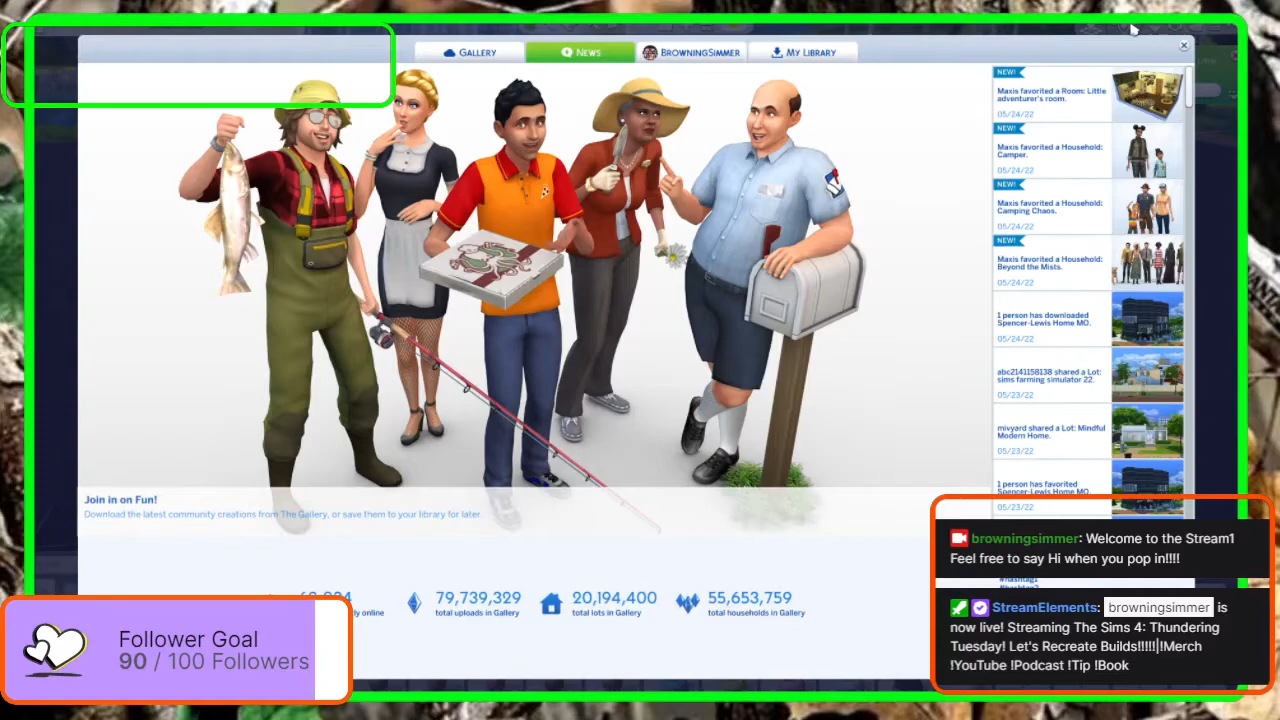 GALLERY
NEWS
BROWNINGSIMMER
MY LIBRARY
NEW!
Maxis favorited a Room: Little
adventurer's room.
05/24/22
NEW!
Maxis favorited a Household:
Camper.
05/24/22
NEW!
Maxis favorited a Household:
Camping Chaos.
05/24/22
NEW!
Maxis favorited a Household:
Beyond the Mists.
05/24/22
1 person has downloaded
Spencer-Lewis Home MO.
05/24/22
abc2141158138 shared a Lot:
sims farming simulator 22.
05/23/22
mivyard shared a Lot: Mindful
Modern Home.
05/23/22
1 person has favorited
Spencer-Lewis Home MO.
05/23/22
Join in on Fun!
Download the latest community creations from The Gallery, or save them to your library for later.
browningsimmer: Welcome to the Stream1
Feel free to say Hi when you pop in!!!!
#hashtag1
online
79,739,329
total uploads in Gallery
20,194,400
total lots in Gallery
55,653,759
total households in Gallery
StreamElements: browningsimmer is
now live! Streaming The Sims 4: Thundering
Tuesday! Let's Recreate Builds!!!!!|!Merch
!YouTube !Podcast !Tip !Book
Follower Goal
90 / 100 Followers